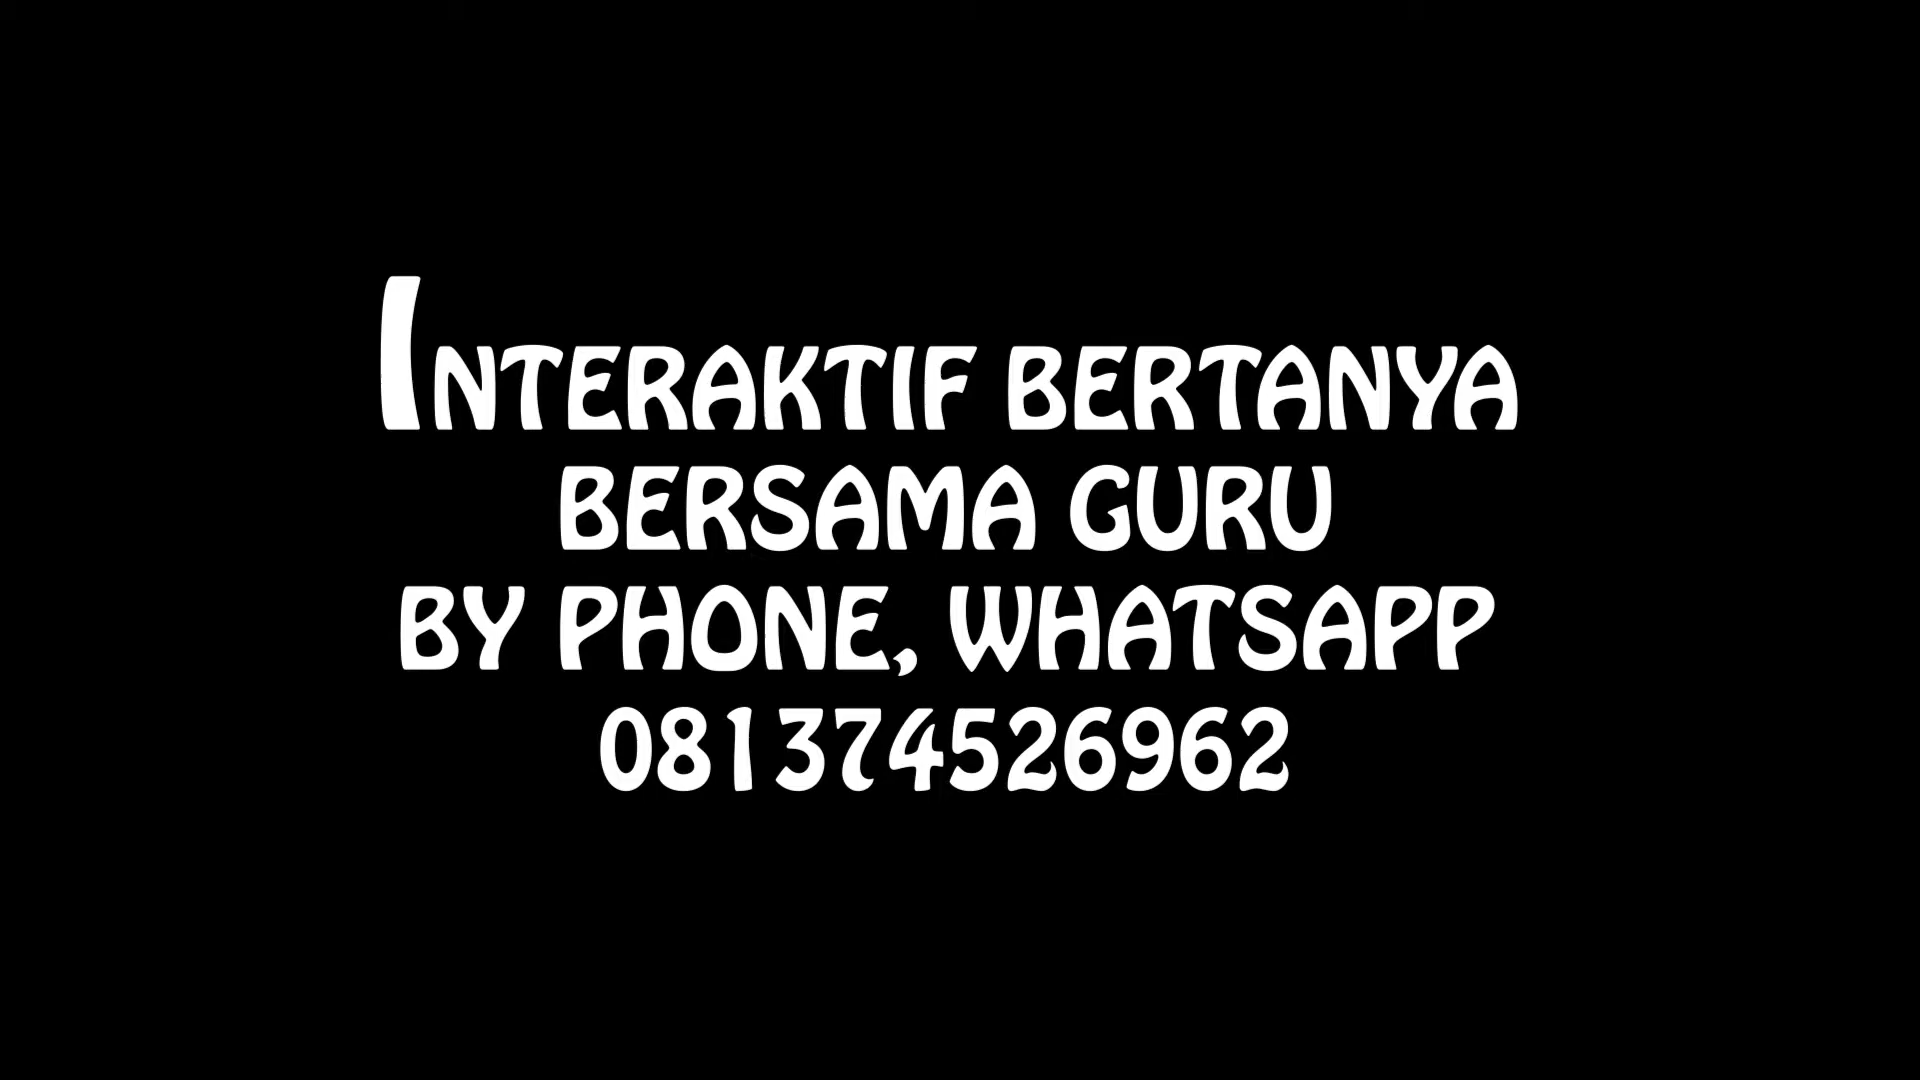 Interaktif bertanya
bersama guru
by phone, whatsapp
081374526962